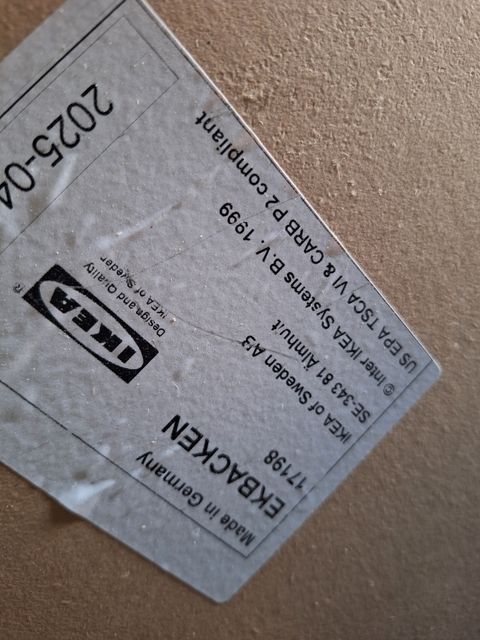 Made in Germany
EKBACKEN
17198
IKEA of Sweden AB
SE-343 81 Älmhult
© Inter IKEA Systems B.V. 1999
US EPA TSCA VI & CARB P2 compliant
IKEA
®
Design and Quality
IKEA of Sweden
2025-04